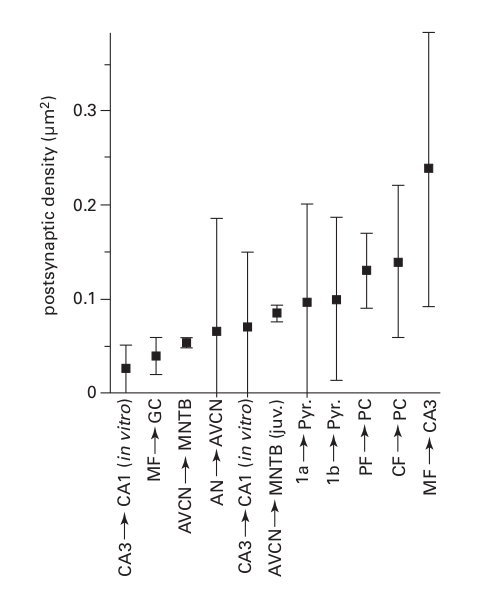 postsynaptic density (μm²)
0.3
0.2
0.1
0
CA3 → CA1 (in vitro)
MF → GC
AVCN → MNTB
AN → AVCN
CA3 → CA1 (in vitro)
AVCN → MNTB (juv.)
1a → Pyr.
1b → Pyr.
PF → PC
CF → PC
MF → CA3